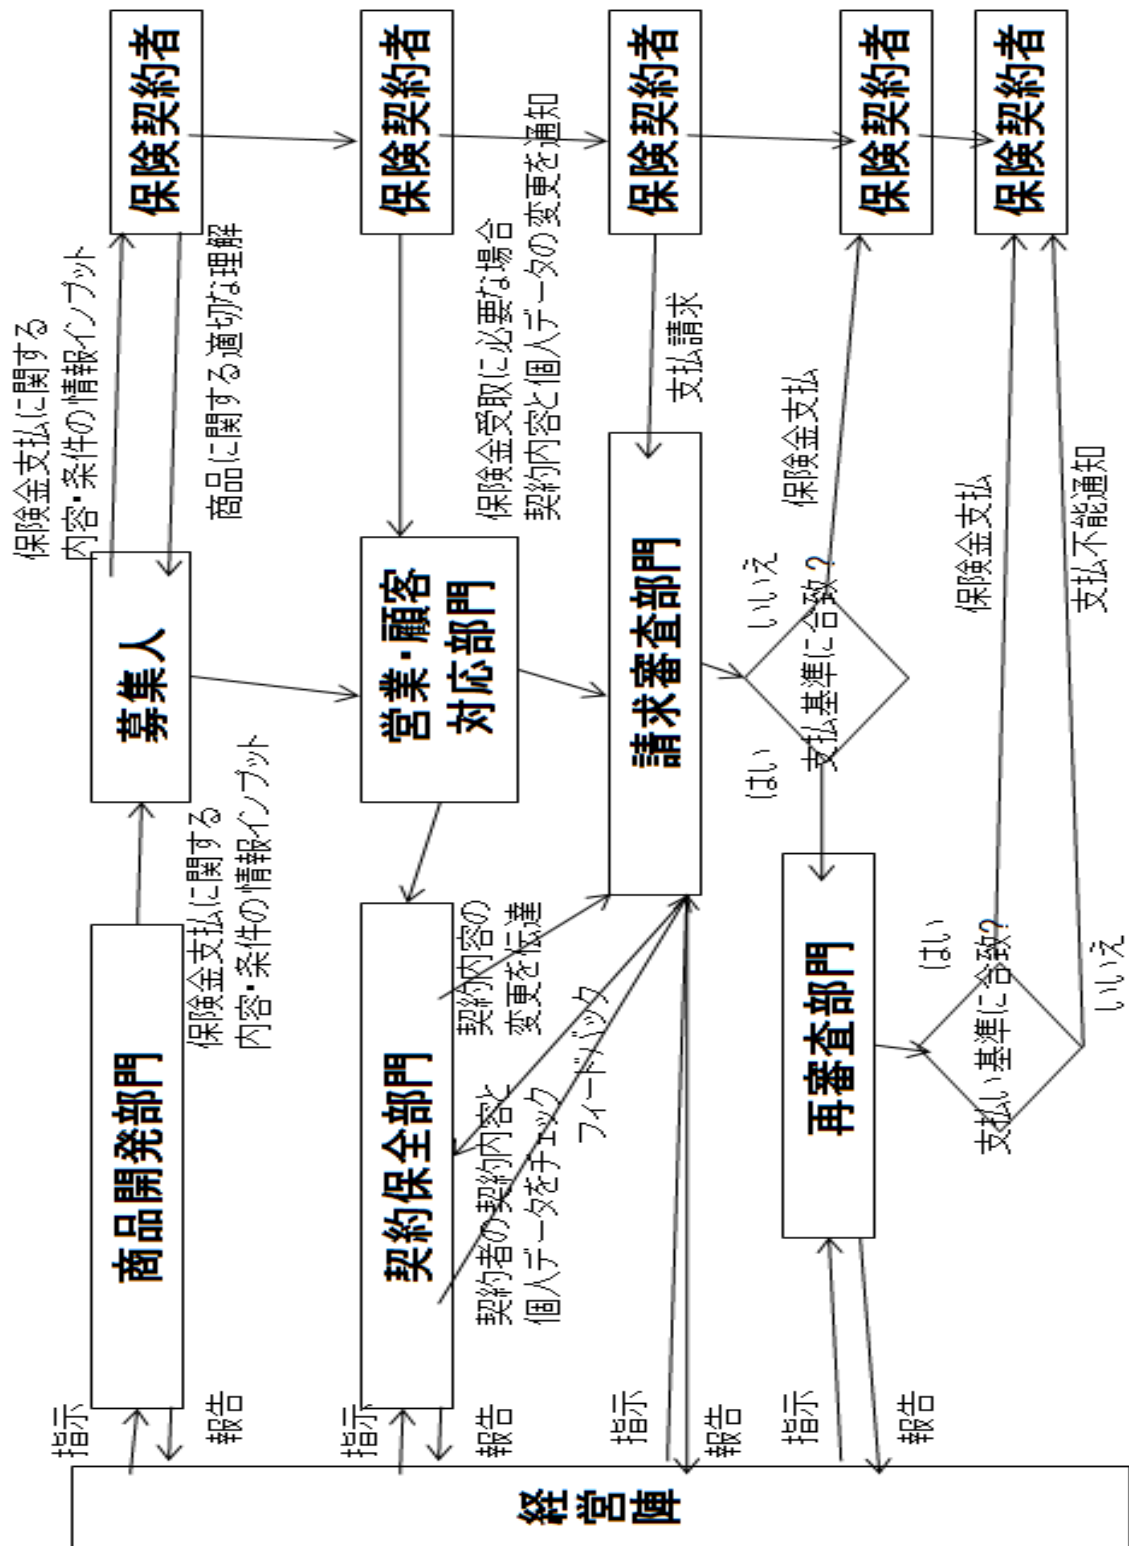 経営陣
指示
報告
商品開発部門
保険金支払に関する
内容・条件の情報インプット
募集人
保険金支払に関する
内容・条件の情報インプット
商品に関する適切な理解
保険契約者
指示
報告
契約保全部門
契約者の契約内容と
個人データをチェック
フィードバック
契約内容の
変更を伝達
営業・顧客
対応部門
保険金受取に必要な場合
契約内容と個人データの変更を通知
保険契約者
指示
報告
請求審査部門
支払請求
保険契約者
はい
支払基準に合致？
いいえ
保険金支払
保険契約者
指示
報告
再審査部門
支払い基準に合致？
はい
いいえ
保険金支払
支払不能通知
保険契約者